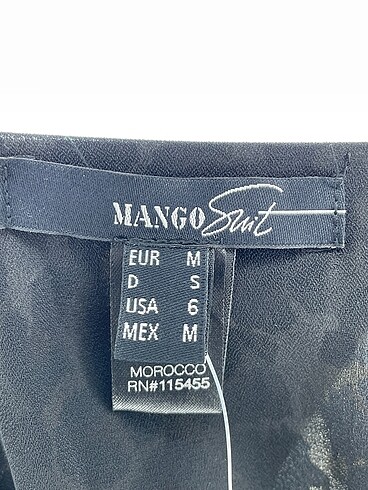 MANGO Suit
EUR M
D S
USA 6
MEX M
MOROCCO
RN#115455